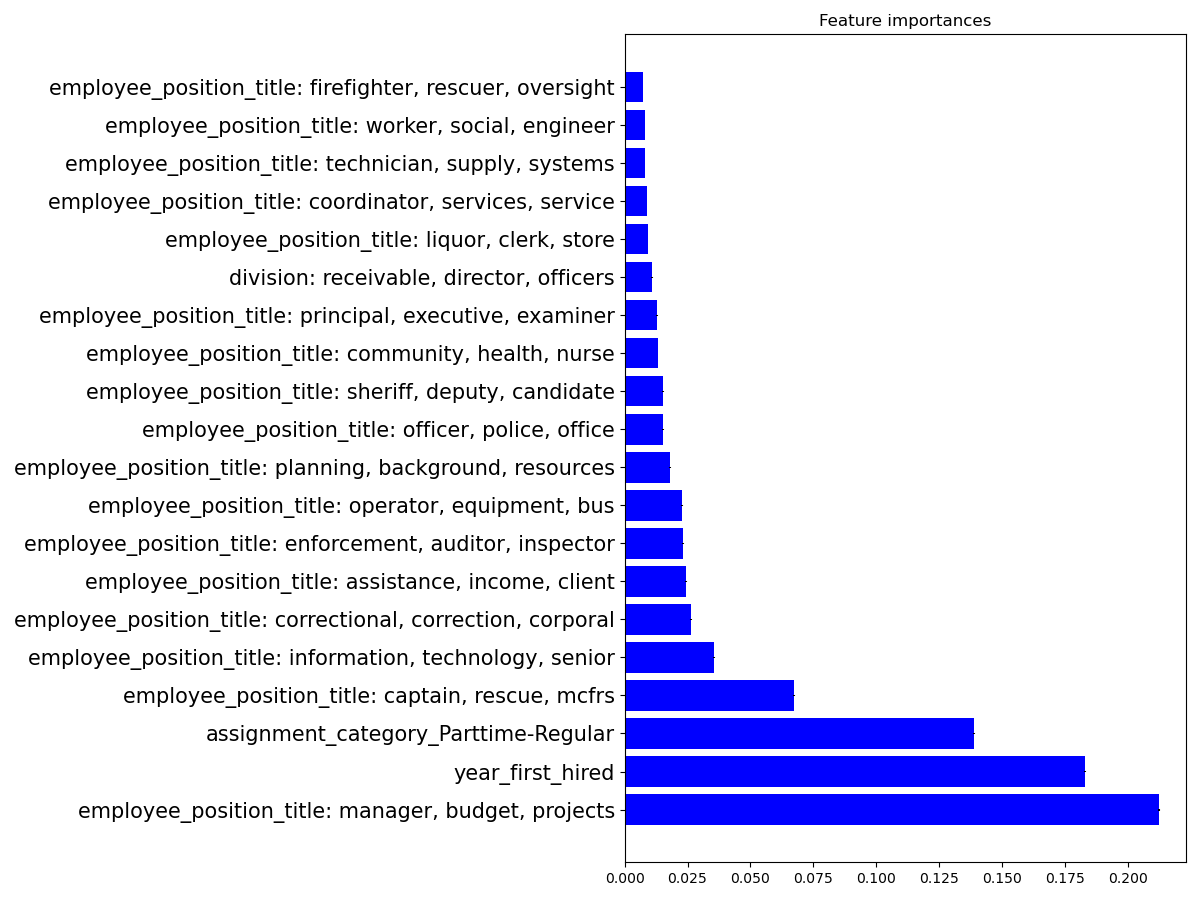 Feature importances
employee_position_title: firefighter, rescuer, oversight
employee_position_title: worker, social, engineer
employee_position_title: technician, supply, systems
employee_position_title: coordinator, services, service
employee_position_title: liquor, clerk, store
division: receivable, director, officers
employee_position_title: principal, executive, examiner
employee_position_title: community, health, nurse
employee_position_title: sheriff, deputy, candidate
employee_position_title: officer, police, office
employee_position_title: planning, background, resources
employee_position_title: operator, equipment, bus
employee_position_title: enforcement, auditor, inspector
employee_position_title: assistance, income, client
employee_position_title: correctional, correction, corporal
employee_position_title: information, technology, senior
employee_position_title: captain, rescue, mcfrs
assignment_category_Parttime-Regular
year_first_hired
employee_position_title: manager, budget, projects
0.000 0.025 0.050 0.075 0.100 0.125 0.150 0.175 0.200